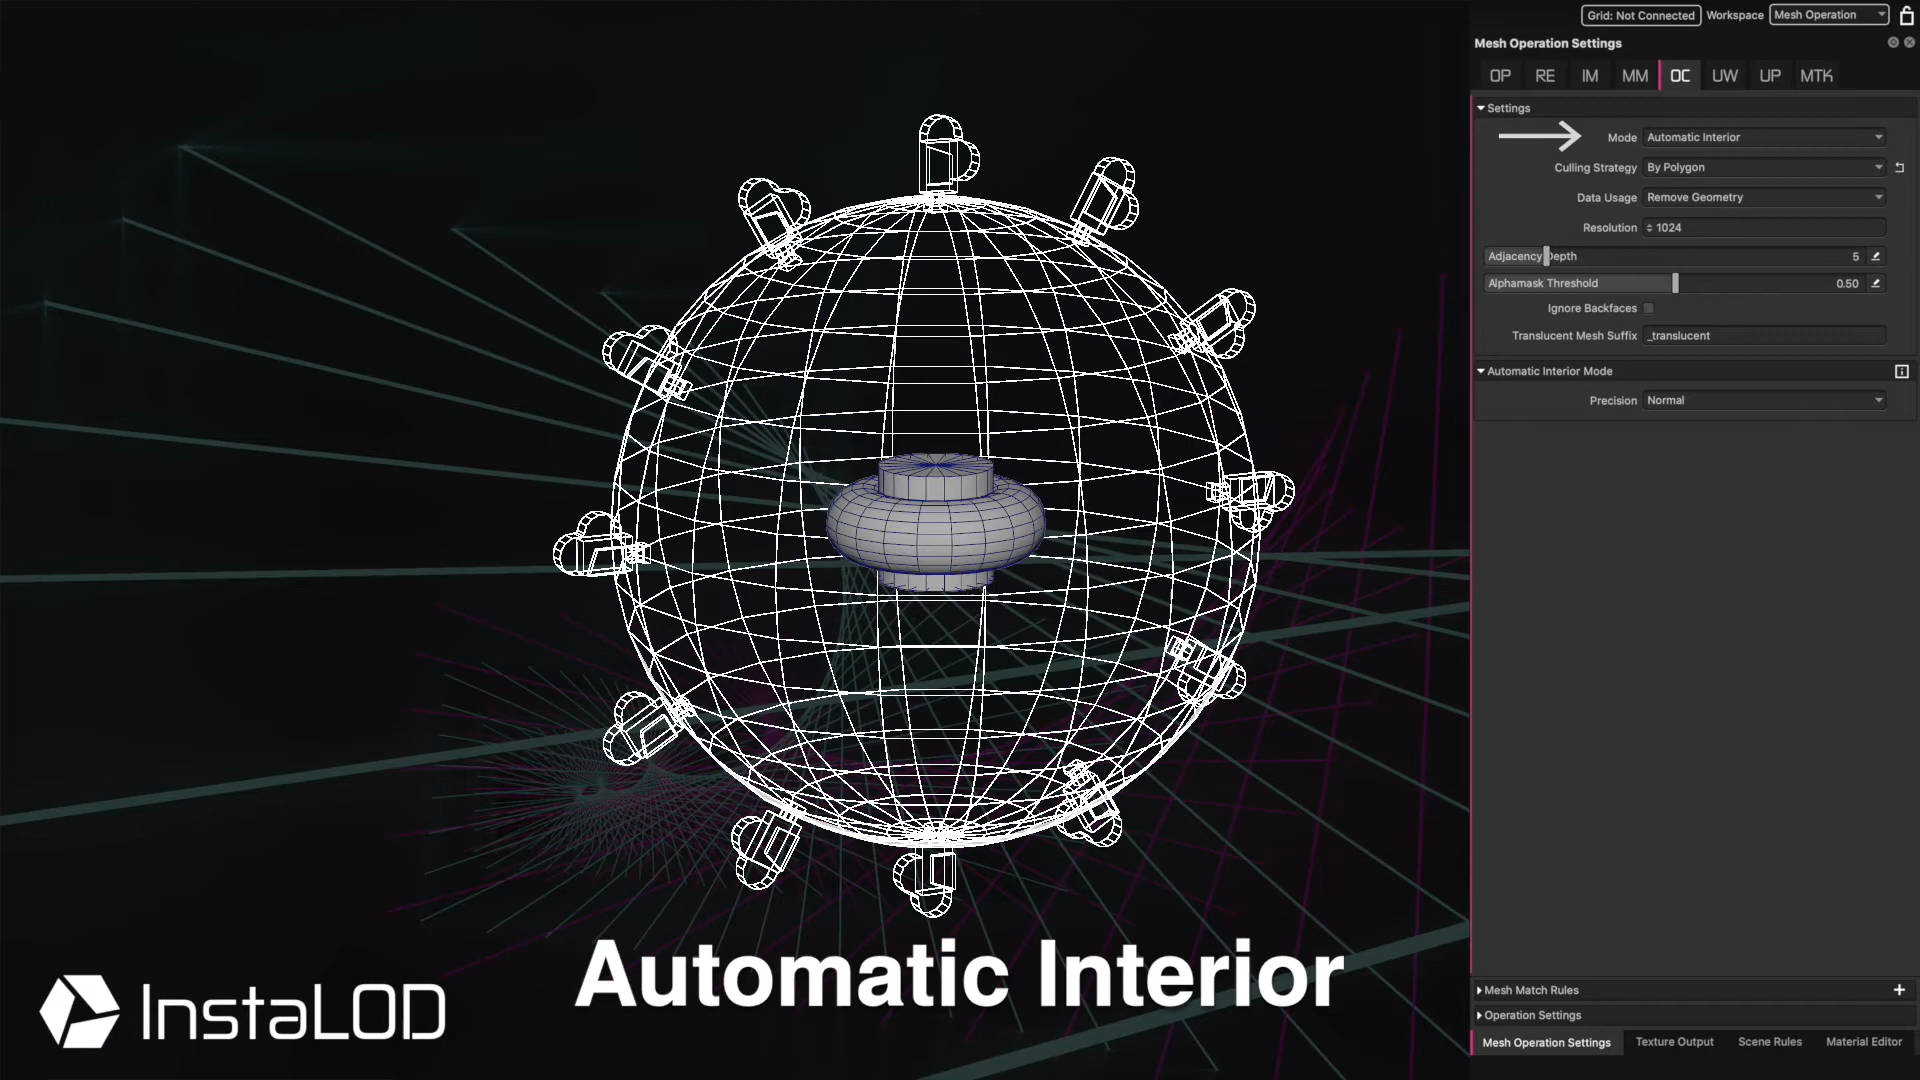 Grid: Not Connected Workspace Mesh Operation
Mesh Operation Settings
OP RE IM MM OC UW UP MTK
Settings
Mode Automatic Interior
Culling Strategy By Polygon
Data Usage Remove Geometry
Resolution 1024
Adjacency Depth 5
Alphamask Threshold 0.50
Ignore Backfaces
Translucent Mesh Suffix _translucent
Automatic Interior Mode
Precision Normal
Automatic Interior
InstaLOD
Mesh Match Rules
Operation Settings
Mesh Operation Settings Texture Output Scene Rules Material Editor